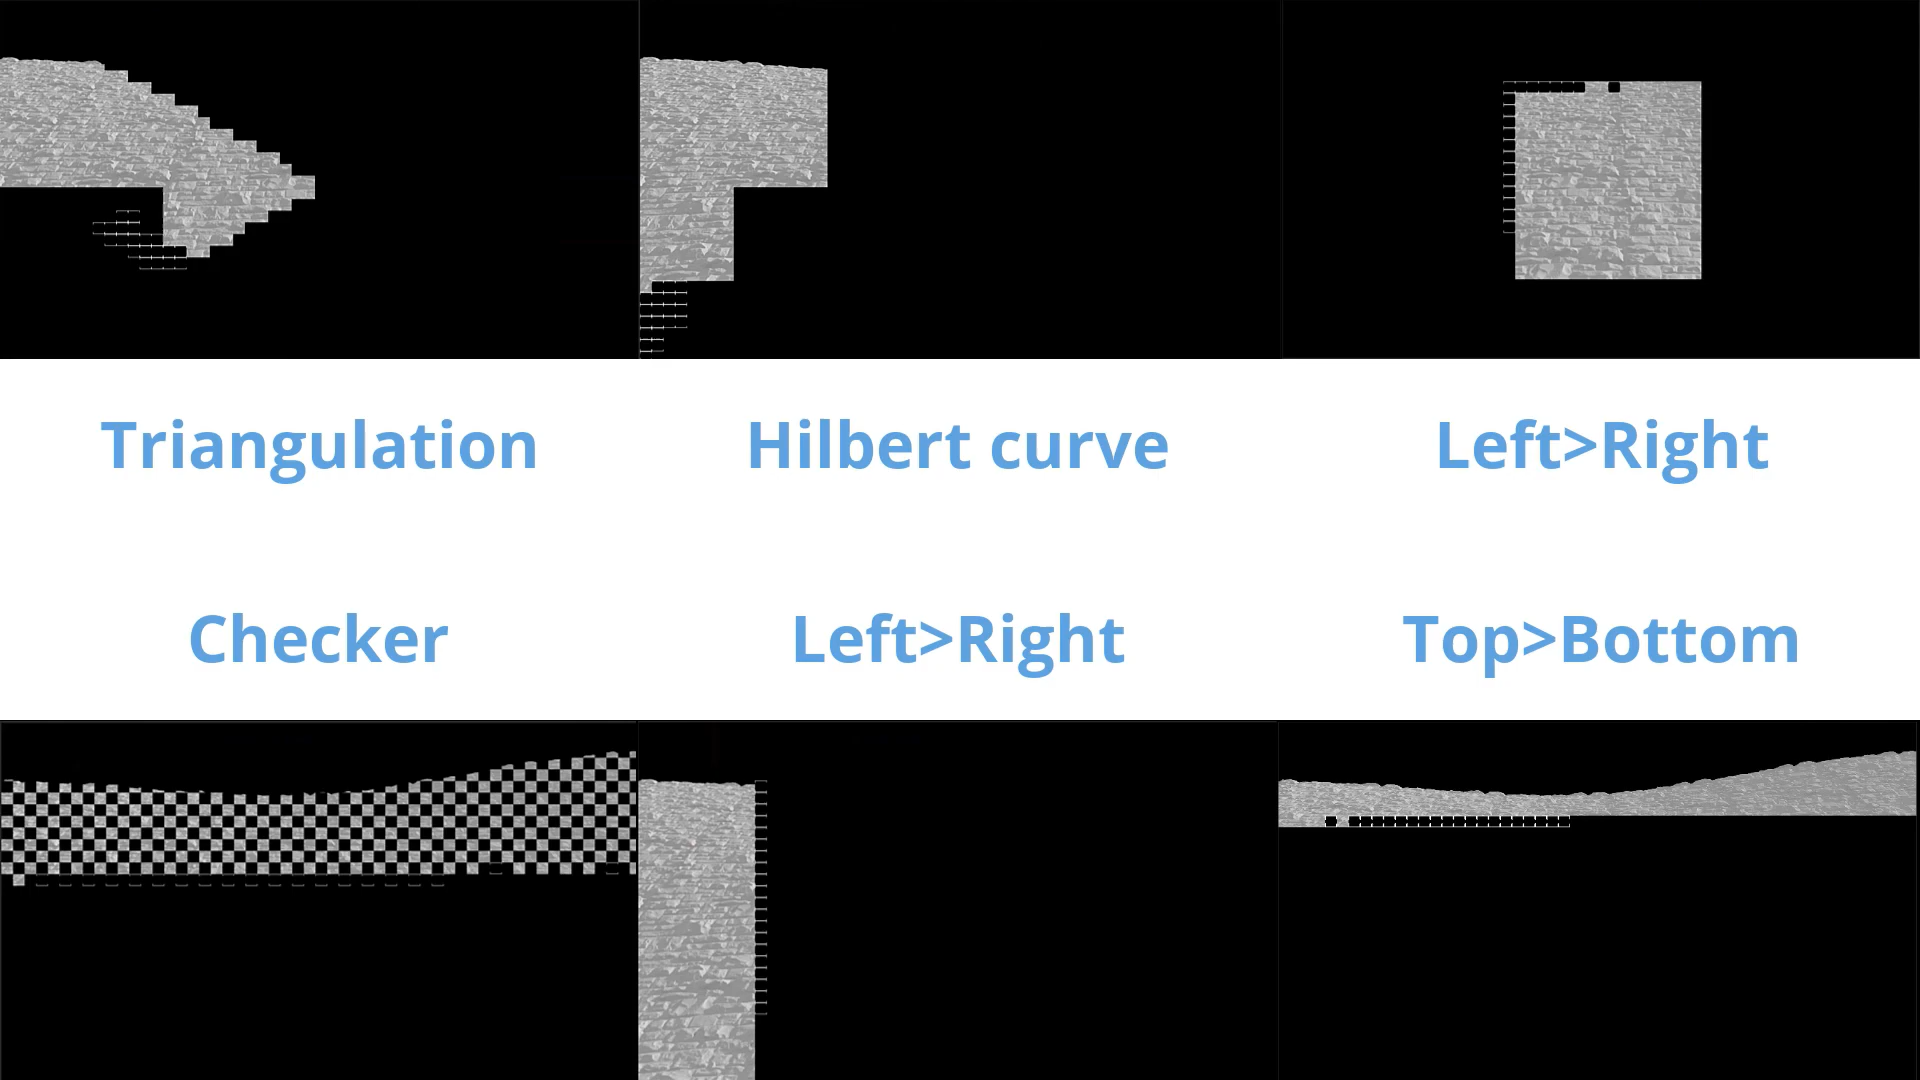 Triangulation
Hilbert curve
Left>Right
Checker
Left>Right
Top>Bottom